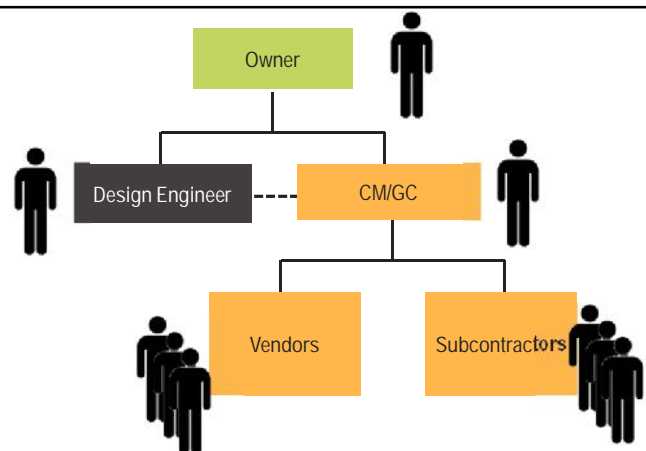 Owner
Design Engineer
CM/GC
Vendors
Subcontractors